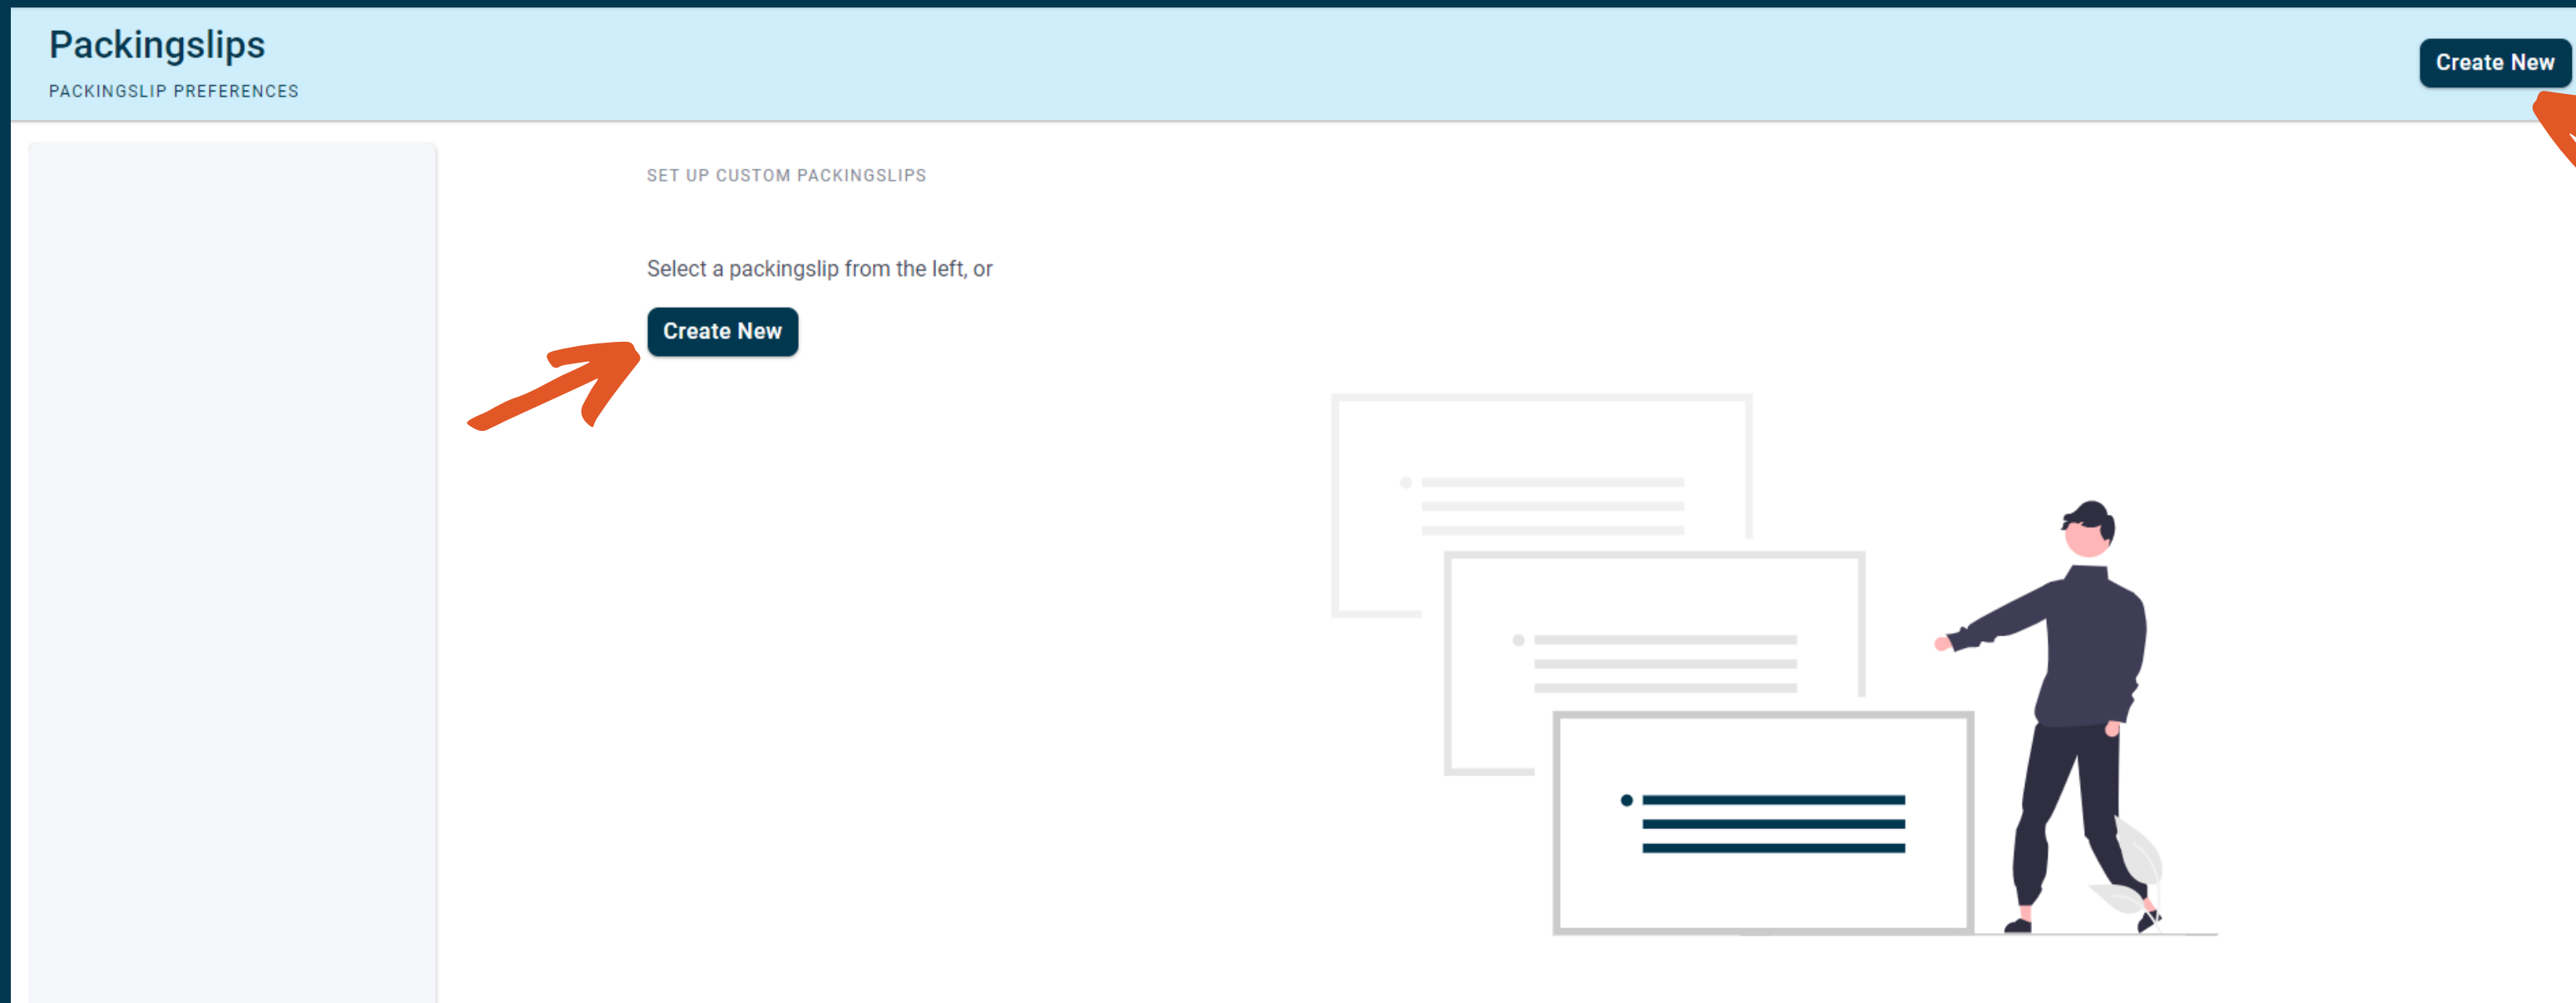 Packingslips
Create New
PACKINGSLIP PREFERENCES
SET UP CUSTOM PACKINGSLIPS
Select a packingslip from the left, or
Create New